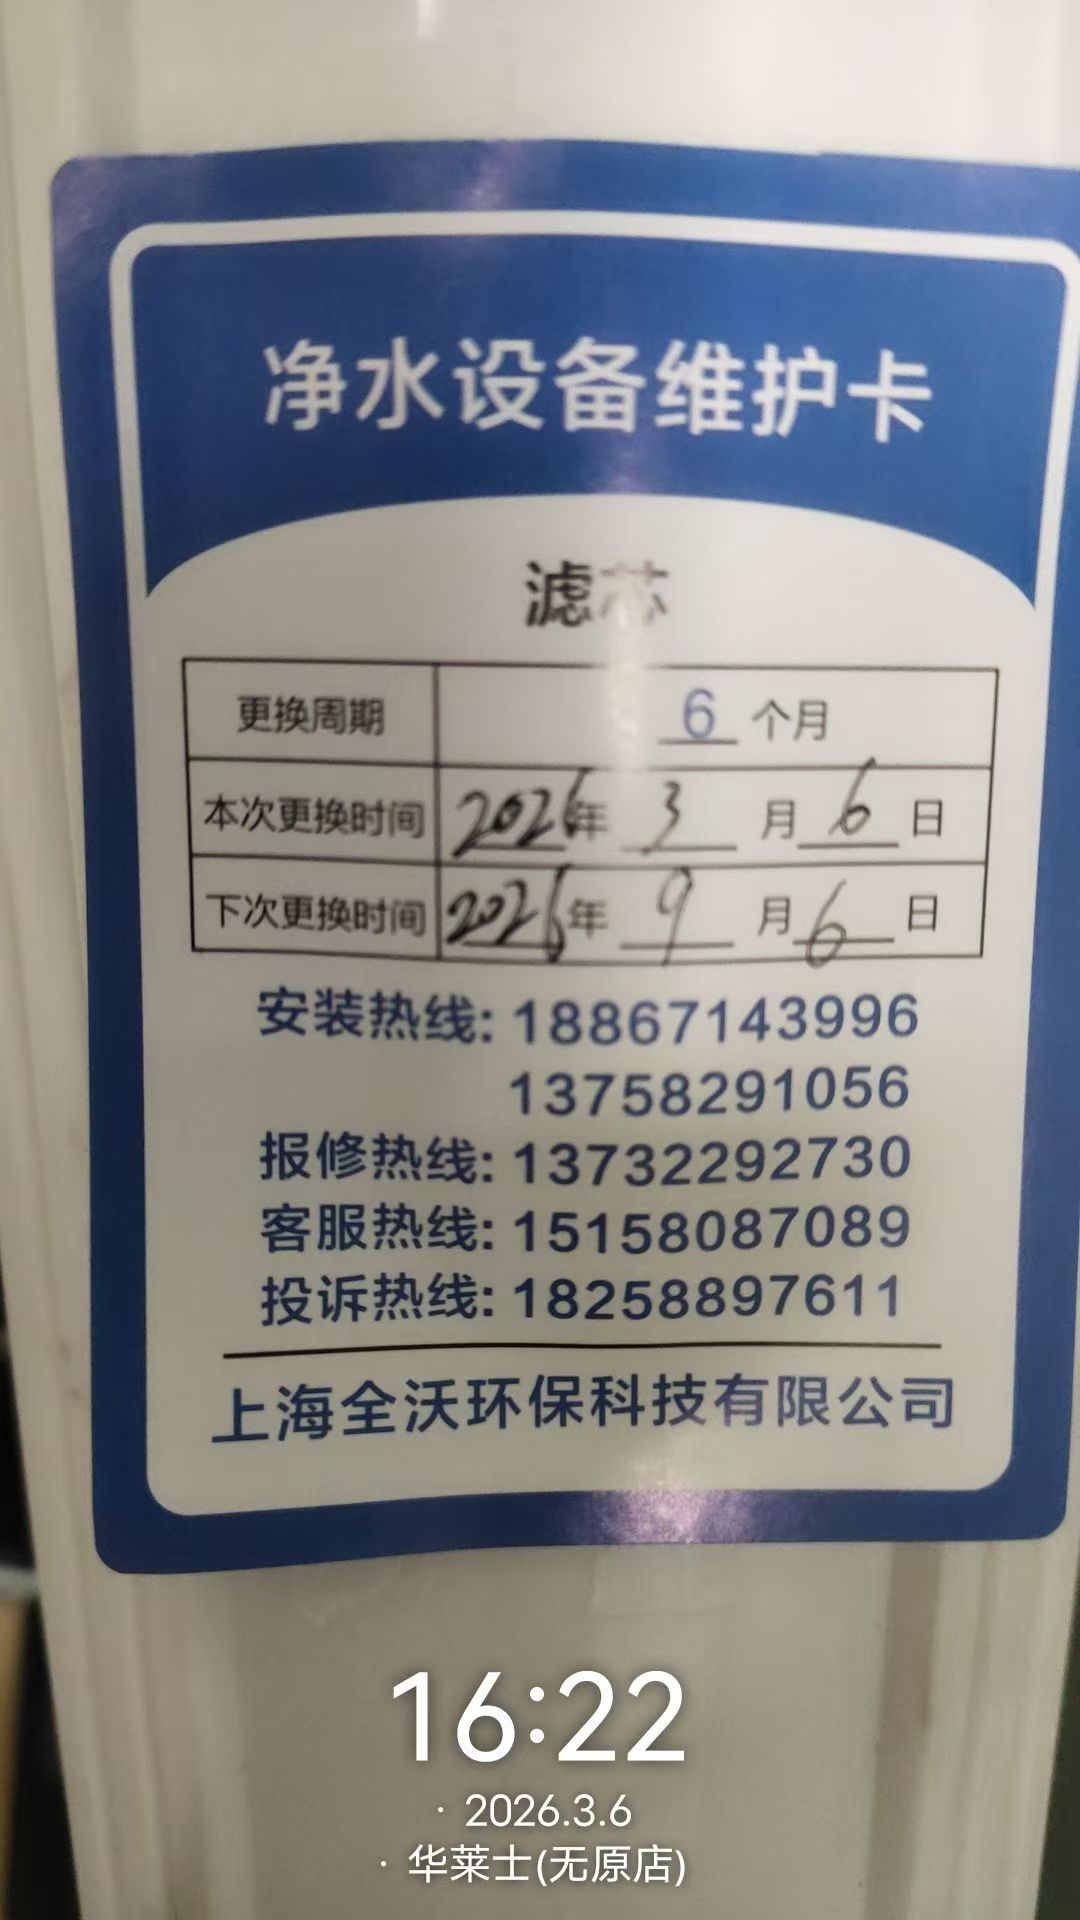 净水设备维护卡
滤芯
更换周期 6 个月
本次更换时间 2026年 3 月 6 日
下次更换时间 2026年 9 月 6 日
安装热线: 18867143996
13758291056
报修热线: 13732292730
客服热线: 15158087089
投诉热线: 18258897611
上海全沃环保科技有限公司
16:22
· 2026.3.6
· 华莱士(无原店)